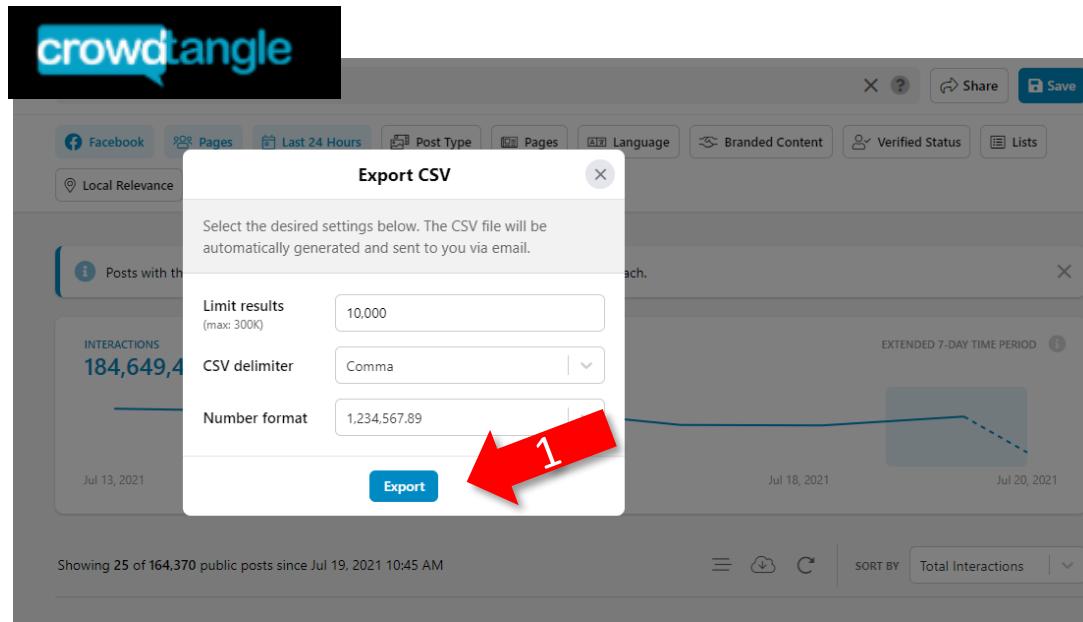 crowdtangle
Share
Save
Facebook
Pages
Last 24 Hours
Post Type
Pages
Language
Branded Content
Verified Status
Lists
Local Relevance
Export CSV
Select the desired settings below. The CSV file will be
automatically generated and sent to you via email.
Posts with th
ach.
Limit results
(max: 300K)
10,000
INTERACTIONS
184,649,4
EXTENDED 7-DAY TIME PERIOD
CSV delimiter
Comma
Number format
1,234,567.89
1
Export
Jul 13, 2021
Jul 18, 2021
Jul 20, 2021
Showing 25 of 164,370 public posts since Jul 19, 2021 10:45 AM
SORT BY
Total Interactions